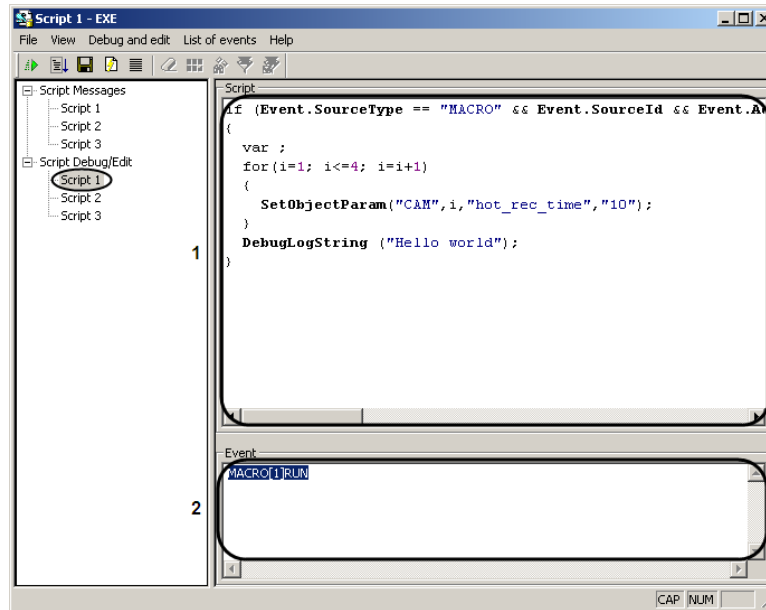 Script 1 - EXE
File View Debug and edit List of events Help
Script Messages
Script 1
Script 2
Script 3
Script Debug/Edit
Script 1
Script 2
Script 3
1
Script
if (Event.SourceType == "MACRO" && Event.SourceId && Event.A
{
var ;
for(i=1; i<=4; i=i+1)
{
SetObjectParam("CAM",i,"hot_rec_time","10");
}
DebugLogString ("Hello world");
}
Event
MACRO[1]RUN
2
CAP NUM